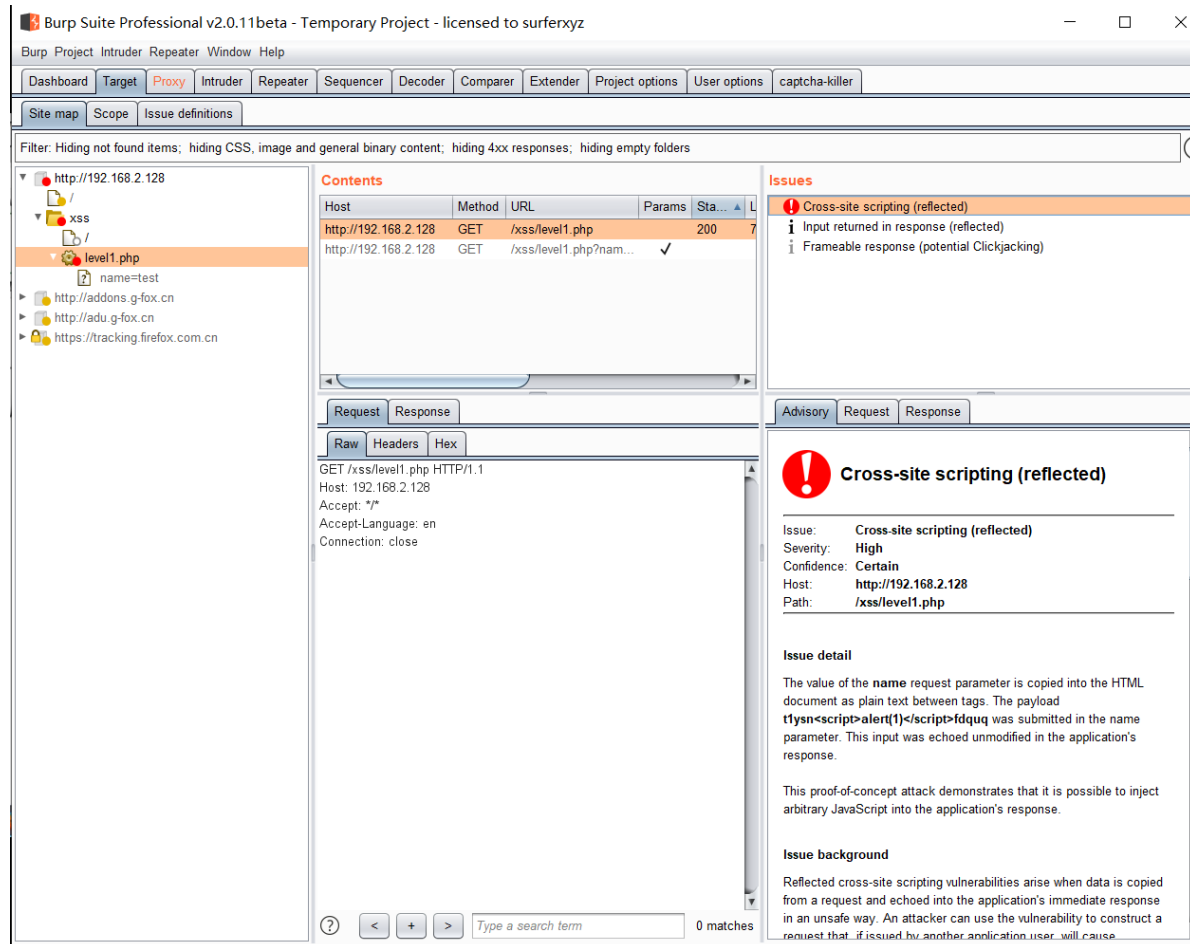 Burp Suite Professional v2.0.11beta - Temporary Project - licensed to surferxyz
Burp Project Intruder Repeater Window Help
Dashboard Target Proxy Intruder Repeater Sequencer Decoder Comparer Extender Project options User options captcha-killer
Site map Scope Issue definitions
Filter: Hiding not found items; hiding CSS, image and general binary content; hiding 4xx responses; hiding empty folders
http://192.168.2.128
/
xss
/
level1.php
name=test
http://addons.g-fox.cn
http://adu.g-fox.cn
https://tracking.firefox.com.cn
Contents
Host Method URL Params Sta... L
http://192.168.2.128 GET /xss/level1.php 200 7
http://192.168.2.128 GET /xss/level1.php?nam... ✓
Request Response
Raw Headers Hex
GET /xss/level1.php HTTP/1.1
Host: 192.168.2.128
Accept: */*
Accept-Language: en
Connection: close
? < + > Type a search term 0 matches
Issues
Cross-site scripting (reflected)
Input returned in response (reflected)
Frameable response (potential Clickjacking)
Advisory Request Response
Cross-site scripting (reflected)
Issue: Cross-site scripting (reflected)
Severity: High
Confidence: Certain
Host: http://192.168.2.128
Path: /xss/level1.php
Issue detail
The value of the name request parameter is copied into the HTML
document as plain text between tags. The payload
t1ysn<script>alert(1)</script>fdquq was submitted in the name
parameter. This input was echoed unmodified in the application's
response.
This proof-of-concept attack demonstrates that it is possible to inject
arbitrary JavaScript into the application's response.
Issue background
Reflected cross-site scripting vulnerabilities arise when data is copied
from a request and echoed into the application's immediate response
in an unsafe way. An attacker can use the vulnerability to construct a
request that, if issued by another application user, will cause